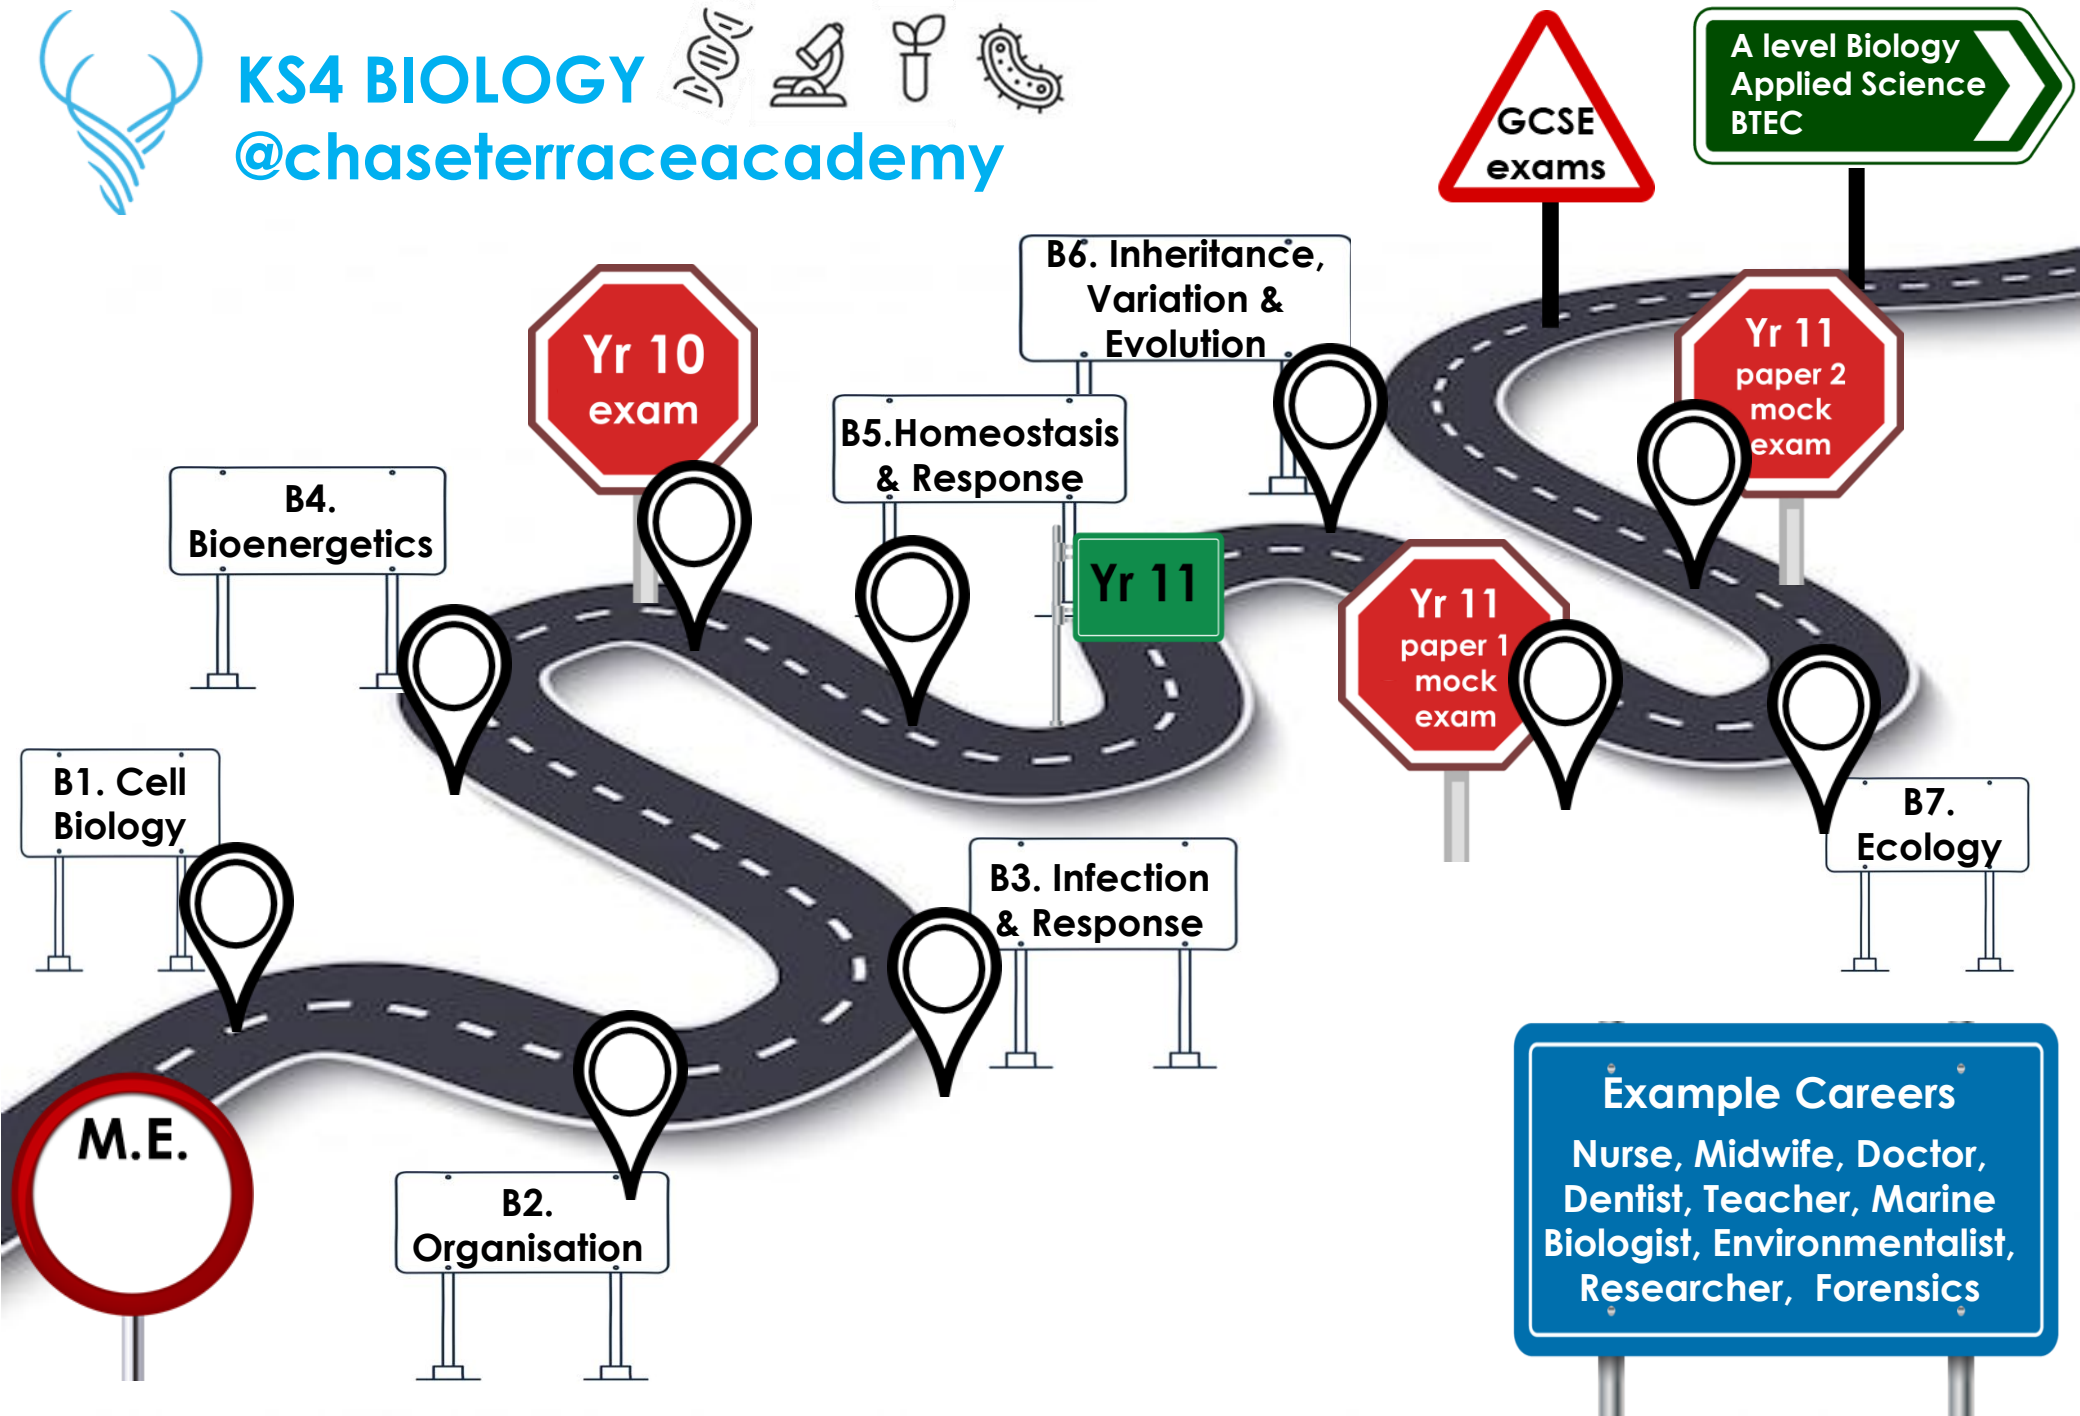 KS4 BIOLOGY
@chaseterraceacademy
GCSE
exams
A level Biology
Applied Science
BTEC
B6. Inheritance,
Variation &
Evolution
Yr 10
exam
Yr 11
paper 2
mock
exam
B5.Homeostasis
& Response
B4.
Bioenergetics
Yr 11
Yr 11
paper 1
mock
exam
B1. Cell
Biology
B7.
Ecology
B3. Infection
& Response
M.E.
B2.
Organisation
Example Careers
Nurse, Midwife, Doctor,
Dentist, Teacher, Marine
Biologist, Environmentalist,
Researcher, Forensics